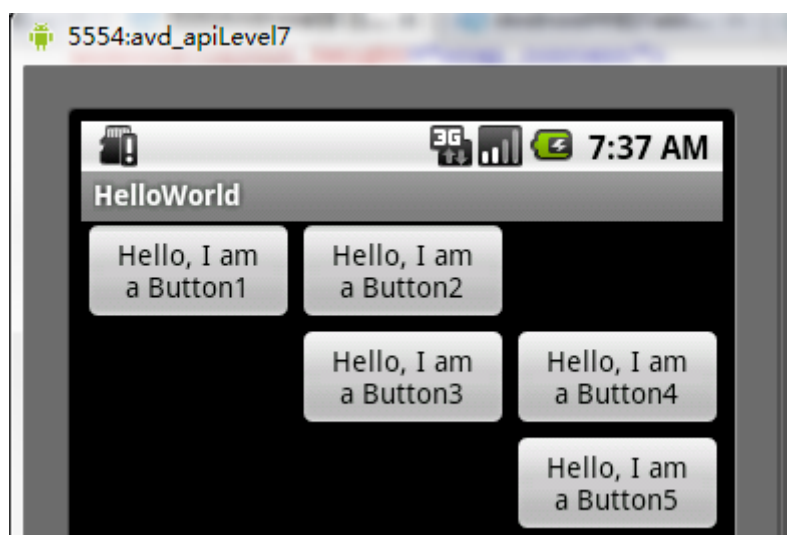 5554:avd_apiLevel7
3G 7:37 AM
HelloWorld
Hello, I am
a Button1
Hello, I am
a Button2
Hello, I am
a Button3
Hello, I am
a Button4
Hello, I am
a Button5